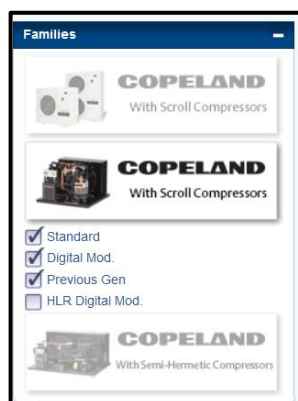 Families
COPELAND
With Scroll Compressors
COPELAND
With Scroll Compressors
Standard
Digital Mod.
Previous Gen
HLR Digital Mod.
COPELAND
With Semi-Hermetic Compressors